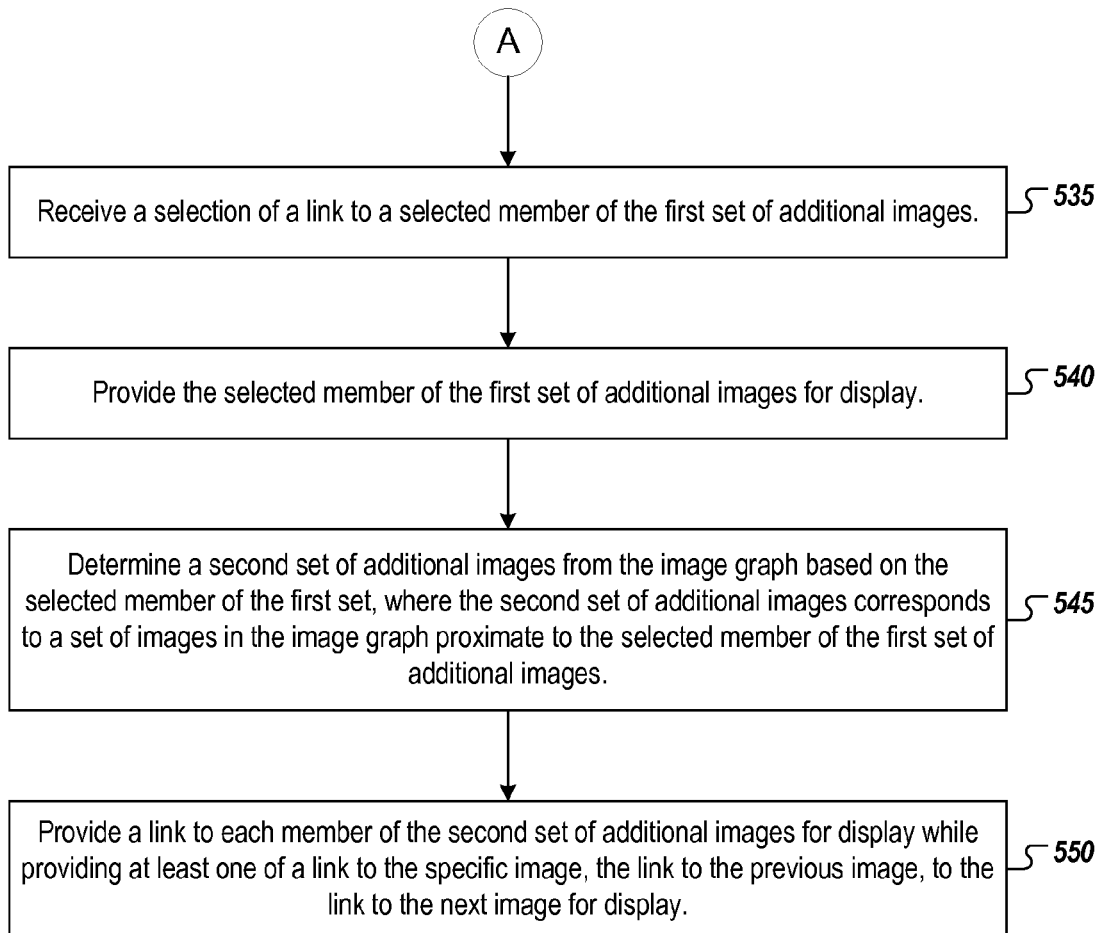 A
Receive a selection of a link to a selected member of the first set of additional images.
535
Provide the selected member of the first set of additional images for display.
540
Determine a second set of additional images from the image graph based on the
selected member of the first set, where the second set of additional images corresponds
to a set of images in the image graph proximate to the selected member of the first set of
additional images.
545
Provide a link to each member of the second set of additional images for display while
providing at least one of a link to the specific image, the link to the previous image, to the
link to the next image for display.
550